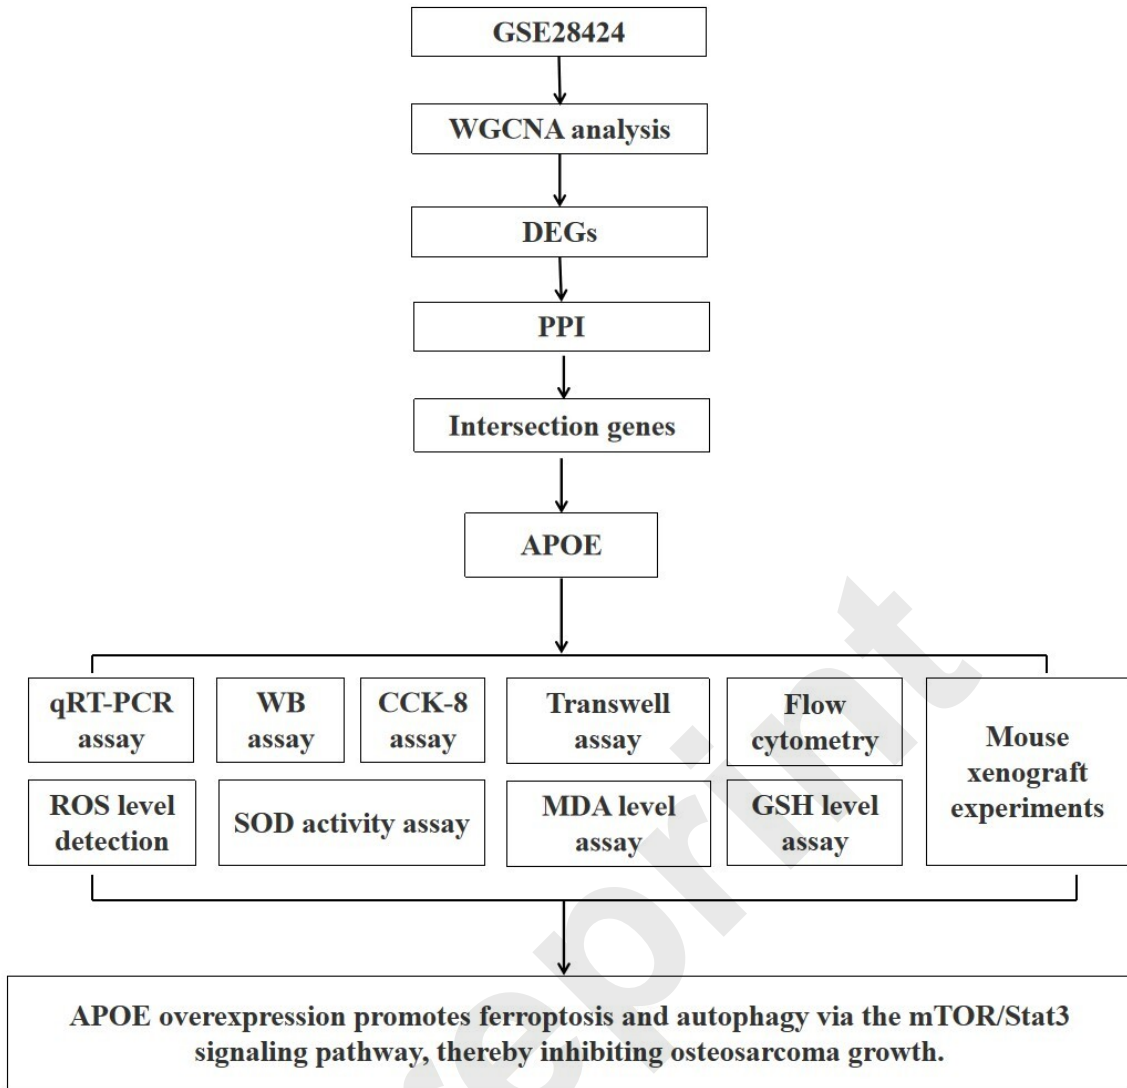 GSE28424
WGCNA analysis
DEGs
PPI
Intersection genes
APOE
qRT-PCR
assay
WB
assay
CCK-8
assay
Transwell
assay
Flow
cytometry
Mouse
xenograft
experiments
ROS level
detection
SOD activity assay
MDA level
assay
GSH level
assay
APOE overexpression promotes ferroptosis and autophagy via the mTOR/Stat3
signaling pathway, thereby inhibiting osteosarcoma growth.
eprint